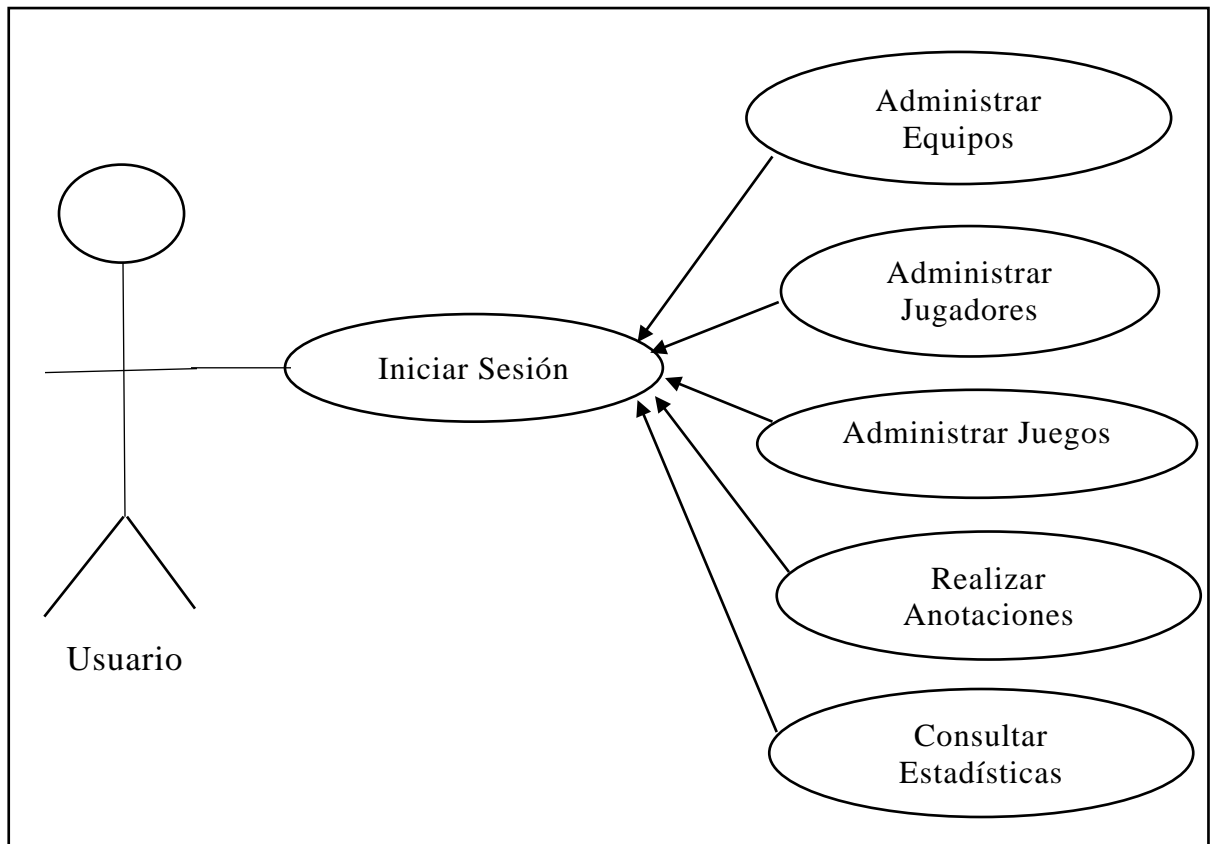 Administrar
Equipos
Administrar
Jugadores
Iniciar Sesión
Administrar Juegos
Realizar
Anotaciones
Usuario
Consultar
Estadísticas